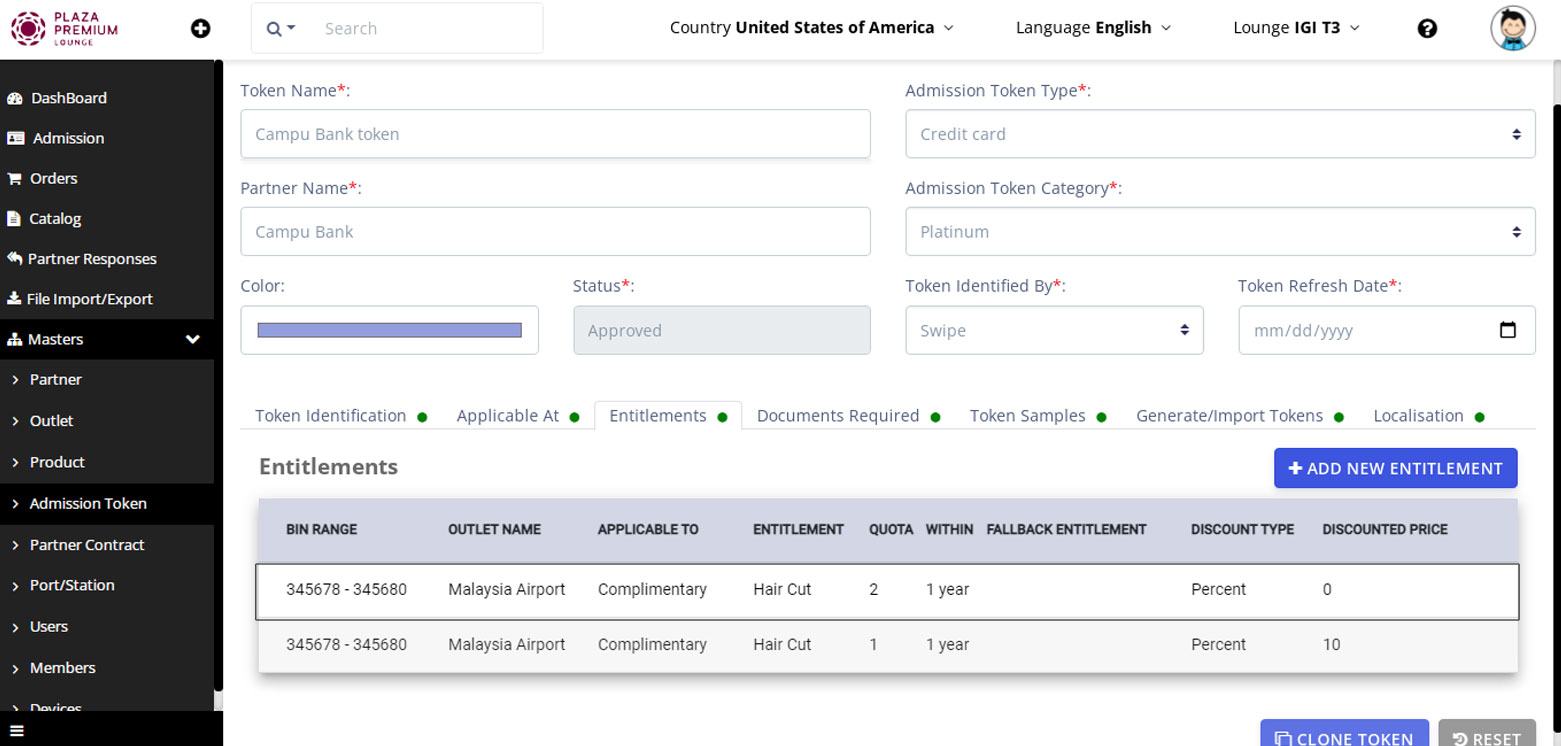 PLAZA
PREMIUM
LOUNGE
Search
Country United States of America
Language English
Lounge IGI T3
DashBoard
Admission
Orders
Catalog
Partner Responses
File Import/Export
Masters
Partner
Outlet
Product
Admission Token
Partner Contract
Port/Station
Users
Members
Devices
Token Name*:
Admission Token Type*:
Campu Bank token
Credit card
Partner Name*:
Admission Token Category*:
Campu Bank
Platinum
Color:
Status*:
Token Identified By*:
Token Refresh Date*:
Approved
Swipe
mm/dd/yyyy
Token Identification
Applicable At
Entitlements
Documents Required
Token Samples
Generate/Import Tokens
Localisation
Entitlements
ADD NEW ENTITLEMENT
BIN RANGE OUTLET NAME APPLICABLE TO ENTITLEMENT QUOTA WITHIN FALLBACK ENTITLEMENT DISCOUNT TYPE DISCOUNTED PRICE
345678 - 345680 Malaysia Airport Complimentary Hair Cut 2 1 year Percent 0
345678 - 345680 Malaysia Airport Complimentary Hair Cut 1 1 year Percent 10
CLONE TOKEN
RESET